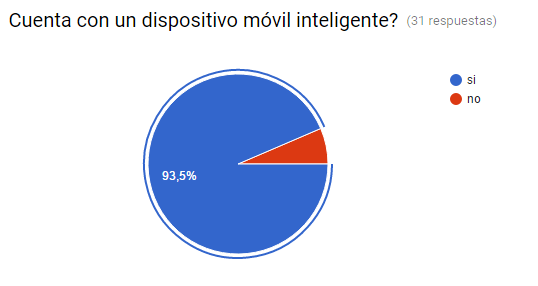 Cuenta con un dispositivo móvil inteligente? (31 respuestas)
si
no
93,5%